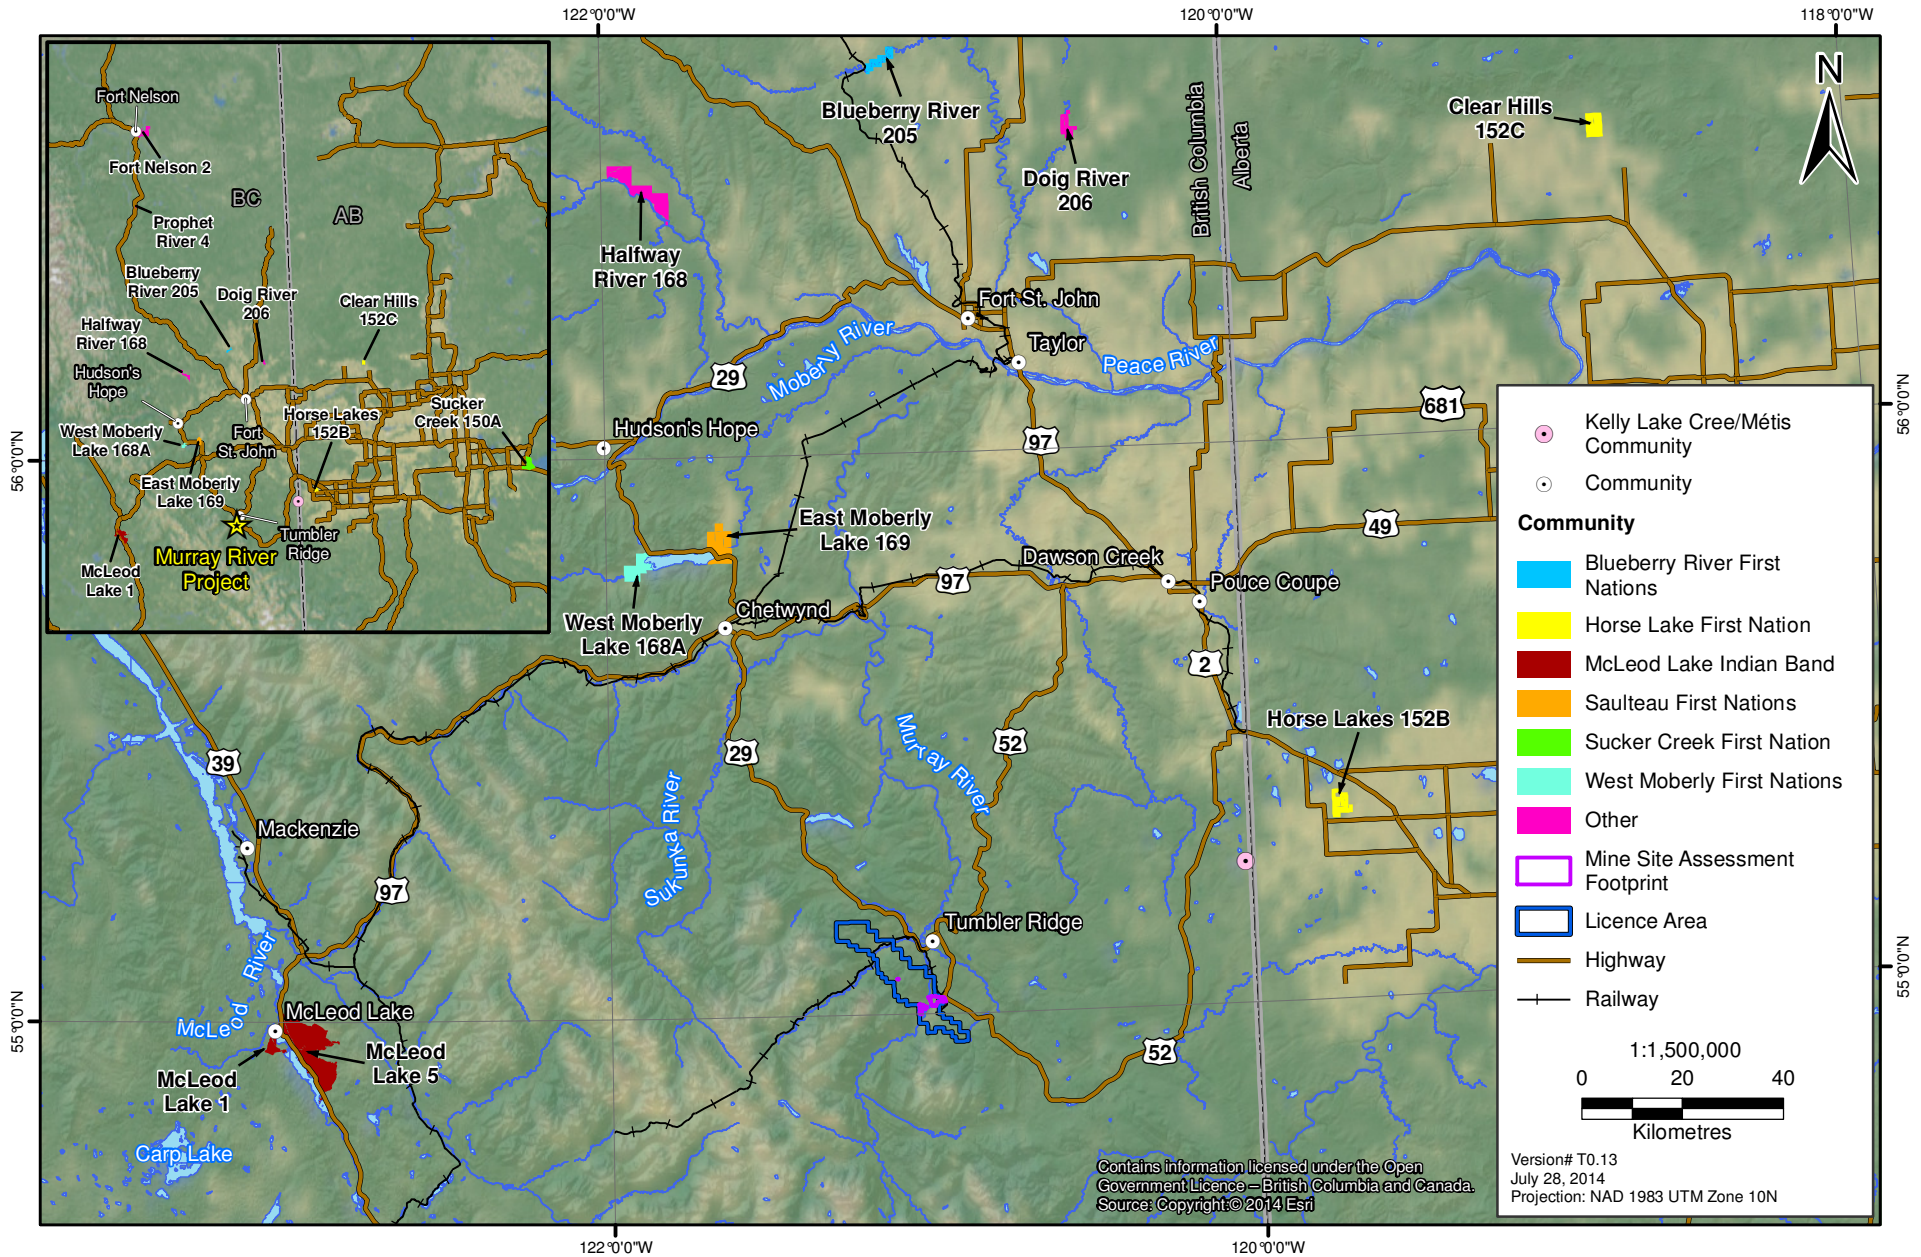 122°0'0"W
120°0'0"W
118°0'0"W
Fort Nelson
Fort Nelson 2
BC
AB
Prophet
River 4
Blueberry
River 205
Doig River
206
Clear Hills
152C
Halfway
River 168
Hudson's
Hope
Horse Lakes
152B
Sucker
Creek 150A
West Moberly
Lake 168A
Fort
St. John
East Moberly
Lake 169
Tumbler
Ridge
Murray River
Project
McLeod
Lake 1
Blueberry River
205
Doig River
206
British Columbia
Alberta
Clear Hills
152C
N
Halfway
River 168
Fort St. John
Taylor
Moberly River
Peace River
29
Hudson's Hope
97
681
49
East Moberly
Lake 169
Dawson Creek
97
Pouce Coupe
West Moberly
Lake 168A
Chetwynd
2
Horse Lakes 152B
39
29
52
Murray River
Sukunka River
Mackenzie
97
Tumbler Ridge
McLeod River
McLeod Lake
McLeod
Lake 5
McLeod
Lake 1
52
Carp Lake
Contains information licensed under the Open
Government Licence – British Columbia and Canada.
Source: Copyright:© 2014 Esri
Kelly Lake Cree/Métis
Community
Community
Community
Blueberry River First
Nations
Horse Lake First Nation
McLeod Lake Indian Band
Saulteau First Nations
Sucker Creek First Nation
West Moberly First Nations
Other
Mine Site Assessment
Footprint
Licence Area
Highway
Railway
1:1,500,000
0 20 40
Kilometres
Version# T0.13
July 28, 2014
Projection: NAD 1983 UTM Zone 10N
56°0'0"N
55°0'0"N
56°0'0"N
55°0'0"N
122°0'0"W
120°0'0"W